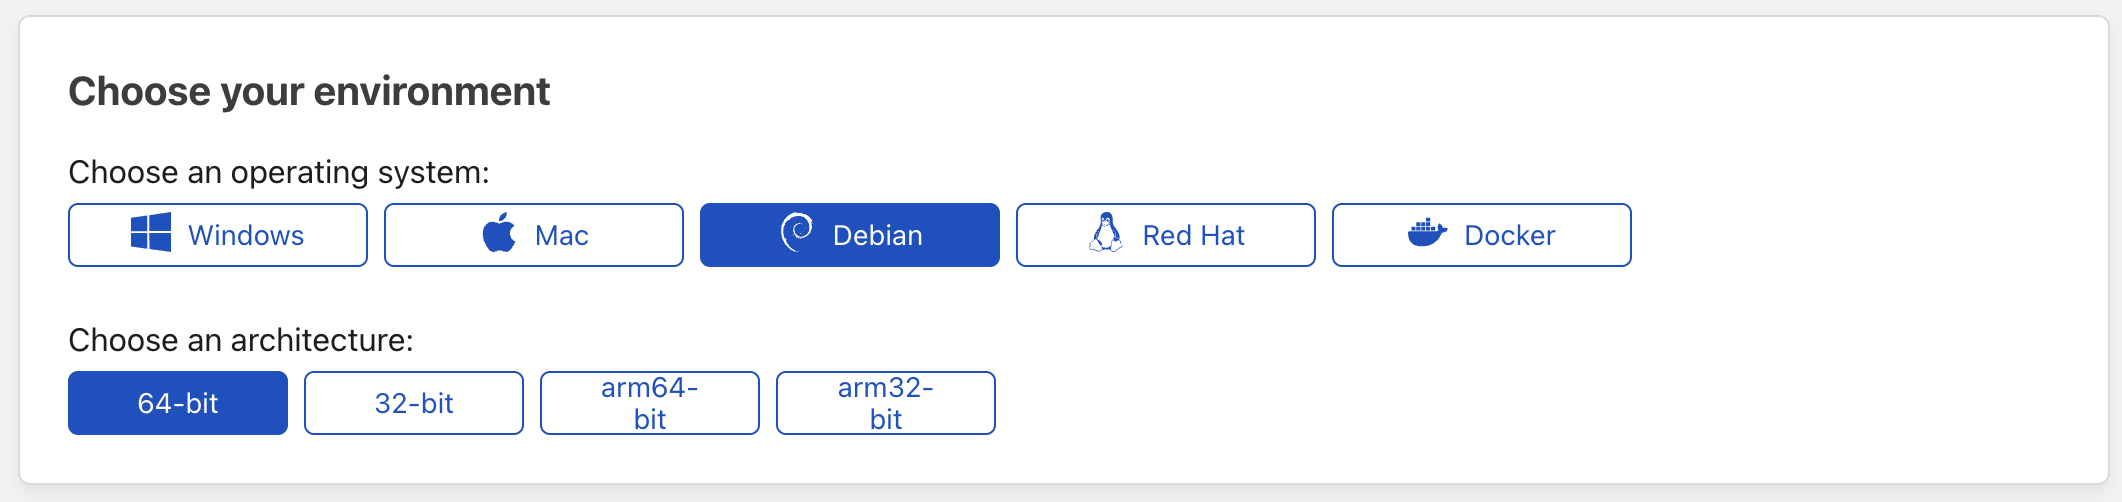 Choose your environment
Choose an operating system:
Windows Mac Debian Red Hat Docker
Choose an architecture:
64-bit 32-bit arm64- arm32-
bit bit